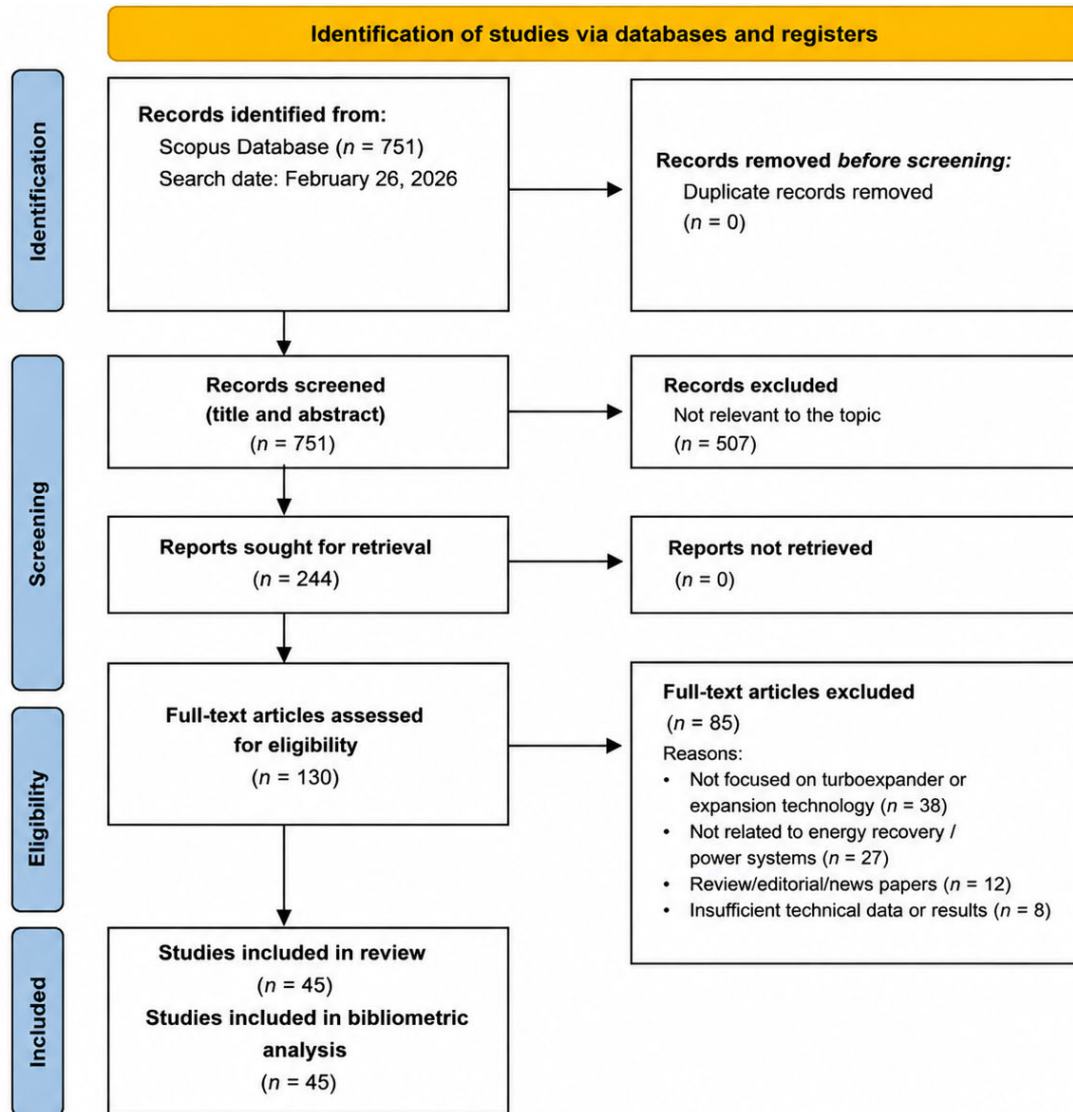 Identification of studies via databases and registers
Identification
Records identified from:
Scopus Database (n = 751)
Search date: February 26, 2026
Records removed before screening:
Duplicate records removed
(n = 0)
Screening
Records screened
(title and abstract)
(n = 751)
Records excluded
Not relevant to the topic
(n = 507)
Reports sought for retrieval
(n = 244)
Reports not retrieved
(n = 0)
Eligibility
Full-text articles assessed
for eligibility
(n = 130)
Full-text articles excluded
(n = 85)
Reasons:
• Not focused on turboexpander or
expansion technology (n = 38)
• Not related to energy recovery /
power systems (n = 27)
• Review/editorial/news papers (n = 12)
• Insufficient technical data or results (n = 8)
Included
Studies included in review
(n = 45)
Studies included in bibliometric
analysis
(n = 45)